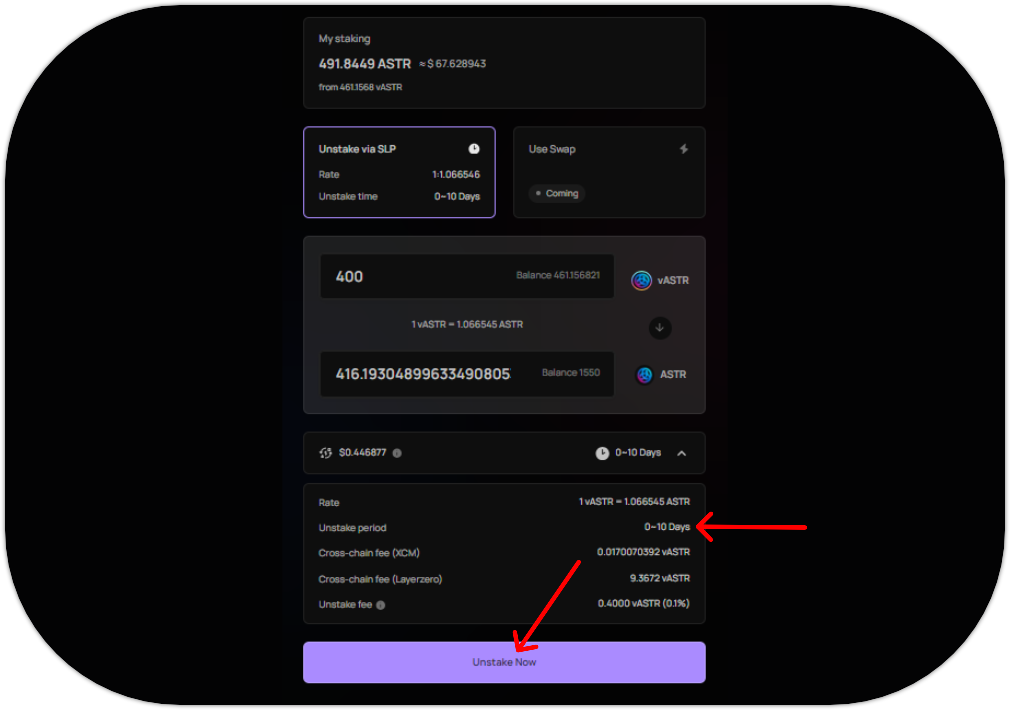 My staking
491.8449 ASTR ≈ $ 67.628943
from 461.1568 vASTR
Unstake via SLP
Rate 1:1.066546
Unstake time 0~10 Days
Use Swap
Coming
400 Balance 461.156821 vASTR
1 vASTR = 1.066545 ASTR
416.19304899633490805 Balance 1550 ASTR
$0.446877 0~10 Days
Rate 1 vASTR = 1.066545 ASTR
Unstake period 0~10 Days
Cross-chain fee (XCM) 0.0170070392 vASTR
Cross-chain fee (Layerzero) 9.3672 vASTR
Unstake fee 0.4000 vASTR (0.1%)
Unstake Now